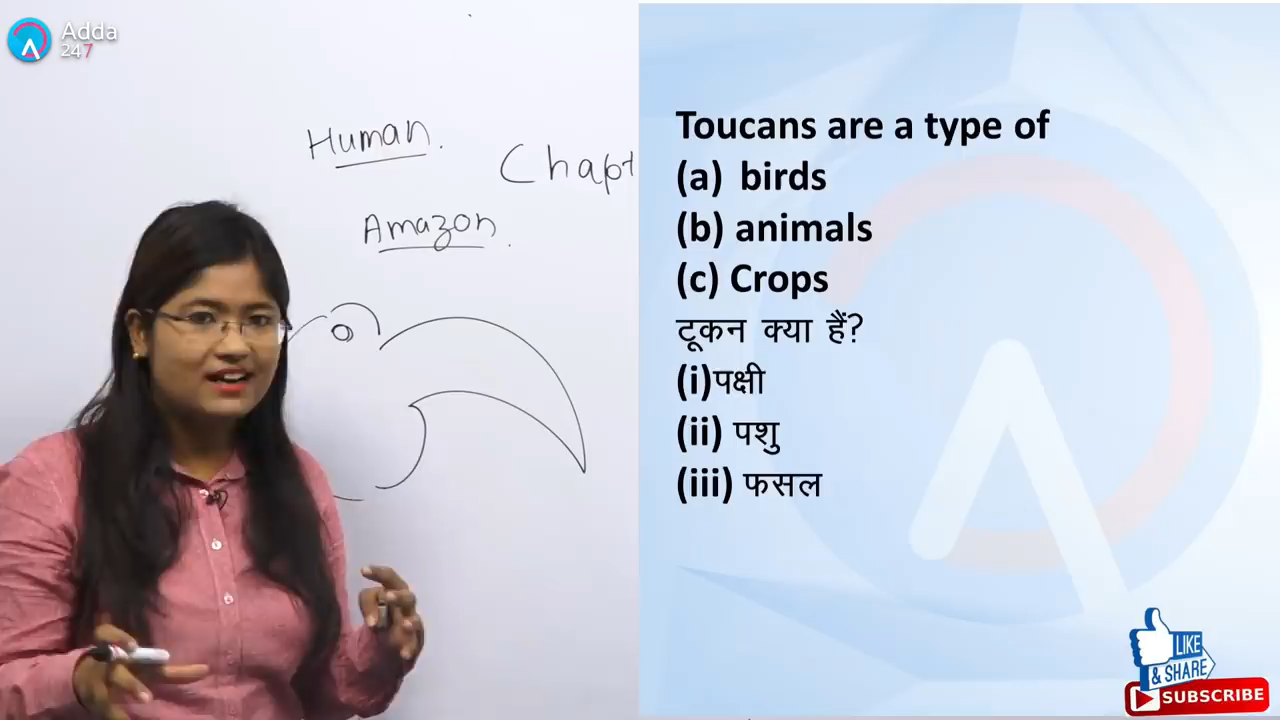 Adda
247
Human.
Chapt
Amazon.
Toucans are a type of
(a) birds
(b) animals
(c) Crops
टूकन क्या हैं?
(i)पक्षी
(ii) पशु
(iii) फसल
LIKE
& SHARE
SUBSCRIBE